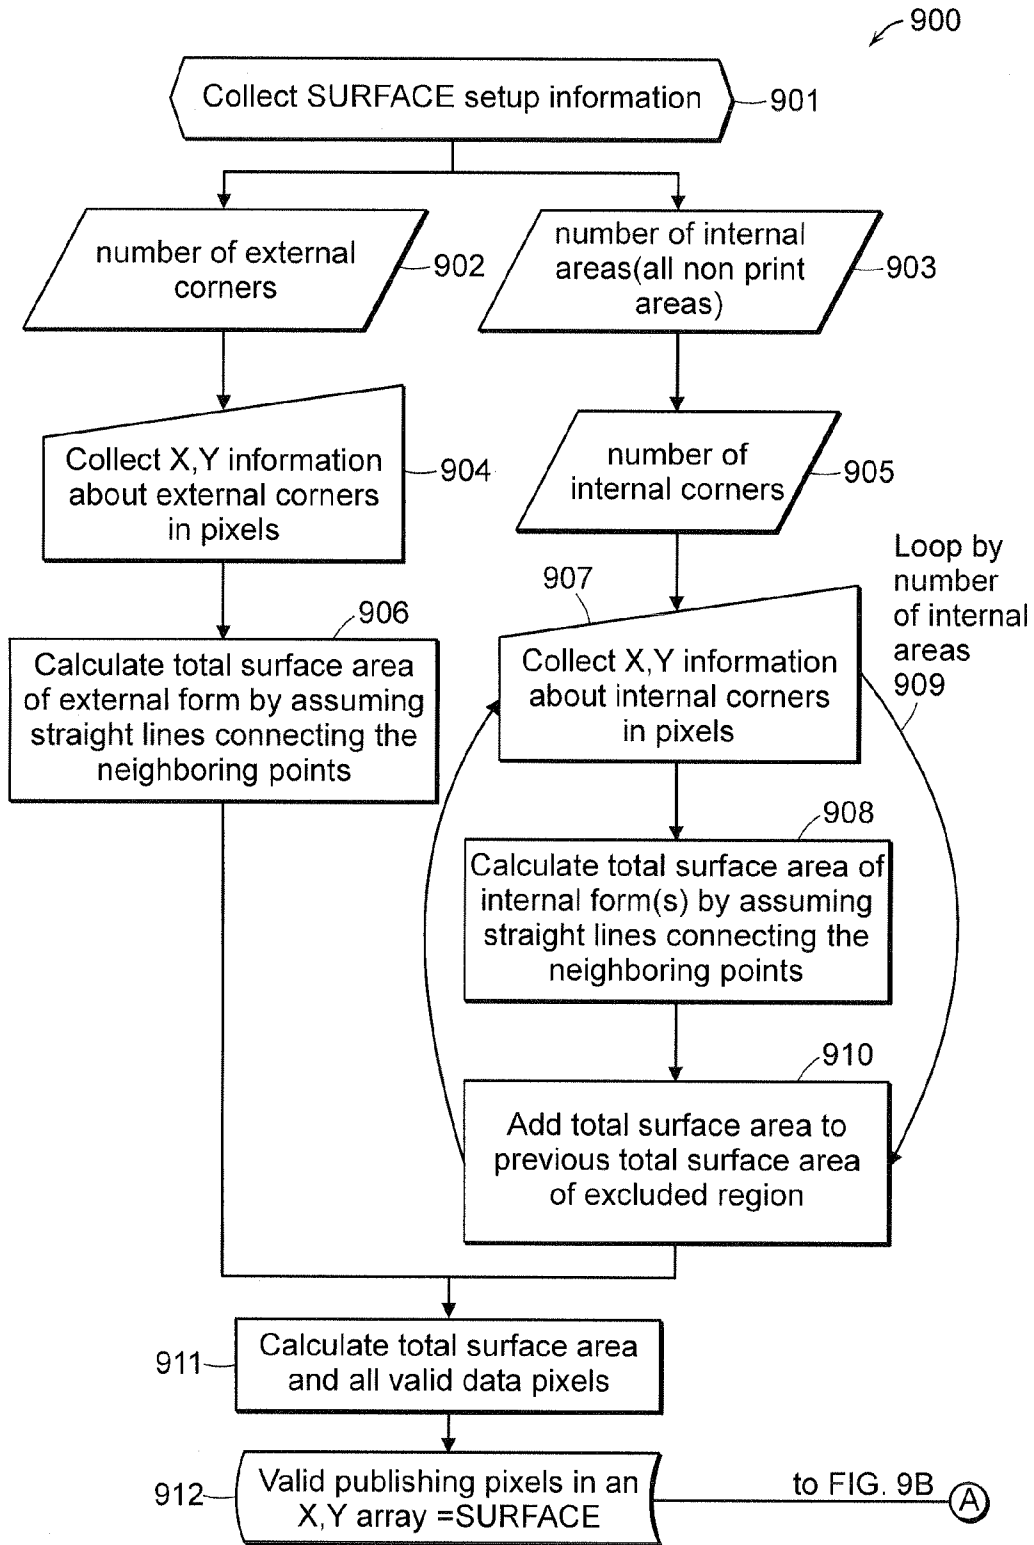 900
Collect SURFACE setup information
901
number of external
corners
902
number of internal
areas(all non print
areas)
903
Collect X,Y information
about external corners
in pixels
904
number of
internal corners
905
Loop by
number
of internal
areas
909
906
Calculate total surface area
of external form by assuming
straight lines connecting the
neighboring points
907
Collect X,Y information
about internal corners
in pixels
908
Calculate total surface area of
internal form(s) by assuming
straight lines connecting the
neighboring points
910
Add total surface area to
previous total surface area
of excluded region
911
Calculate total surface area
and all valid data pixels
912
Valid publishing pixels in an
X,Y array =SURFACE
to FIG. 9B
A